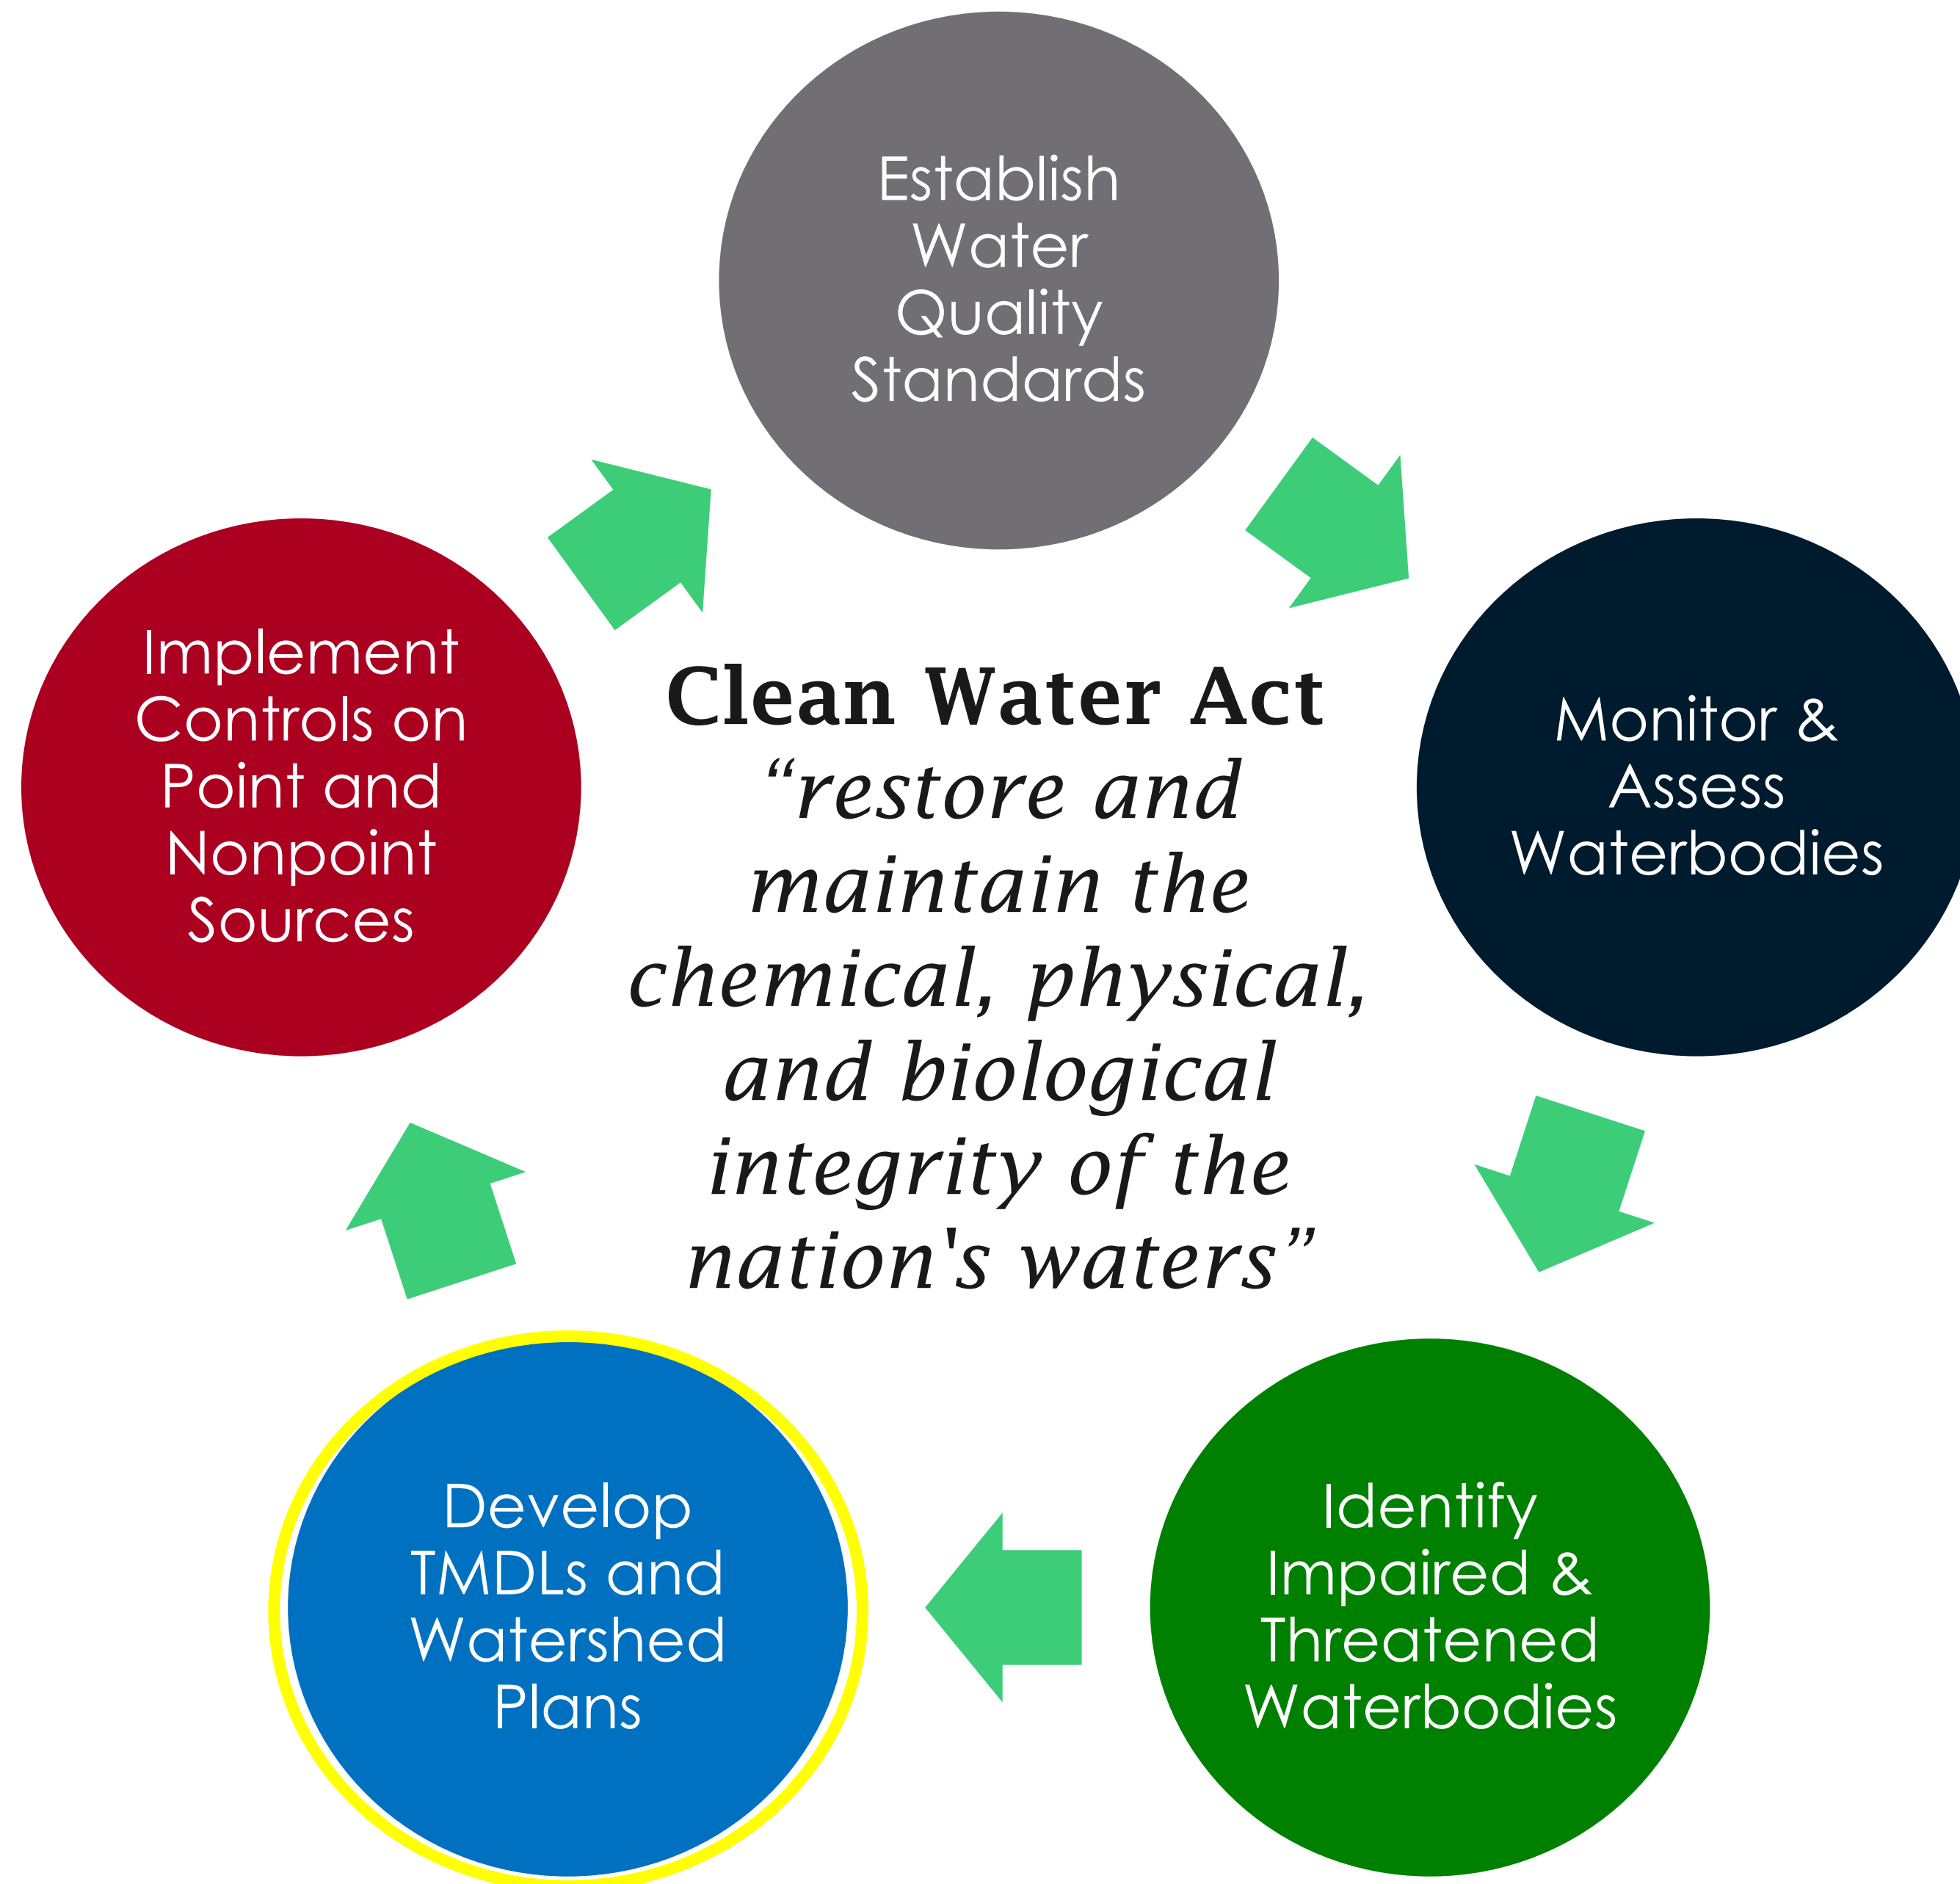 Establish
Water
Quality
Standards
Monitor &
Assess
Waterbodies
Identify
Impaired &
Threatened
Waterbodies
Develop
TMDLs and
Watershed
Plans
Implement
Controls on
Point and
Nonpoint
Sources
Clean Water Act
“restore and
maintain the
chemical, physical,
and biological
integrity of the
nation's waters”